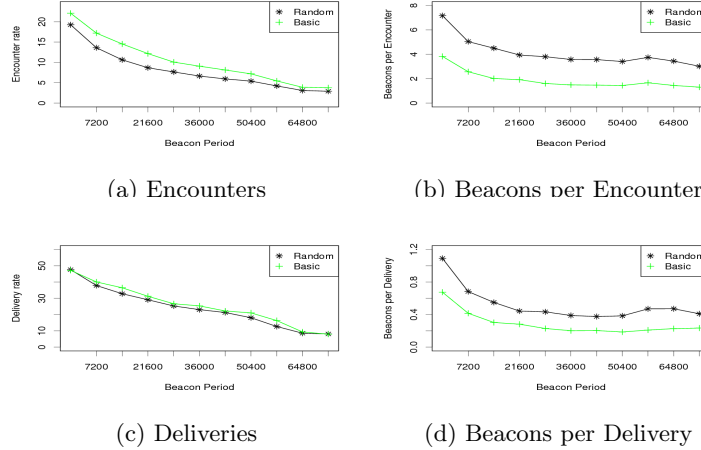 Encounter rate
0 5 10 15 20
Random
Basic
7200 21600 36000 50400 64800
Beacon Period
(a) Encounters
Beacons per Encounter
0 2 4 6 8
Random
Basic
7200 21600 36000 50400 64800
Beacon Period
(b) Beacons per Encounter
Delivery rate
0 10 30 50
Random
Basic
7200 21600 36000 50400 64800
Beacon Period
(c) Deliveries
Beacons per Delivery
0.0 0.4 0.8 1.2
Random
Basic
7200 21600 36000 50400 64800
Beacon Period
(d) Beacons per Delivery